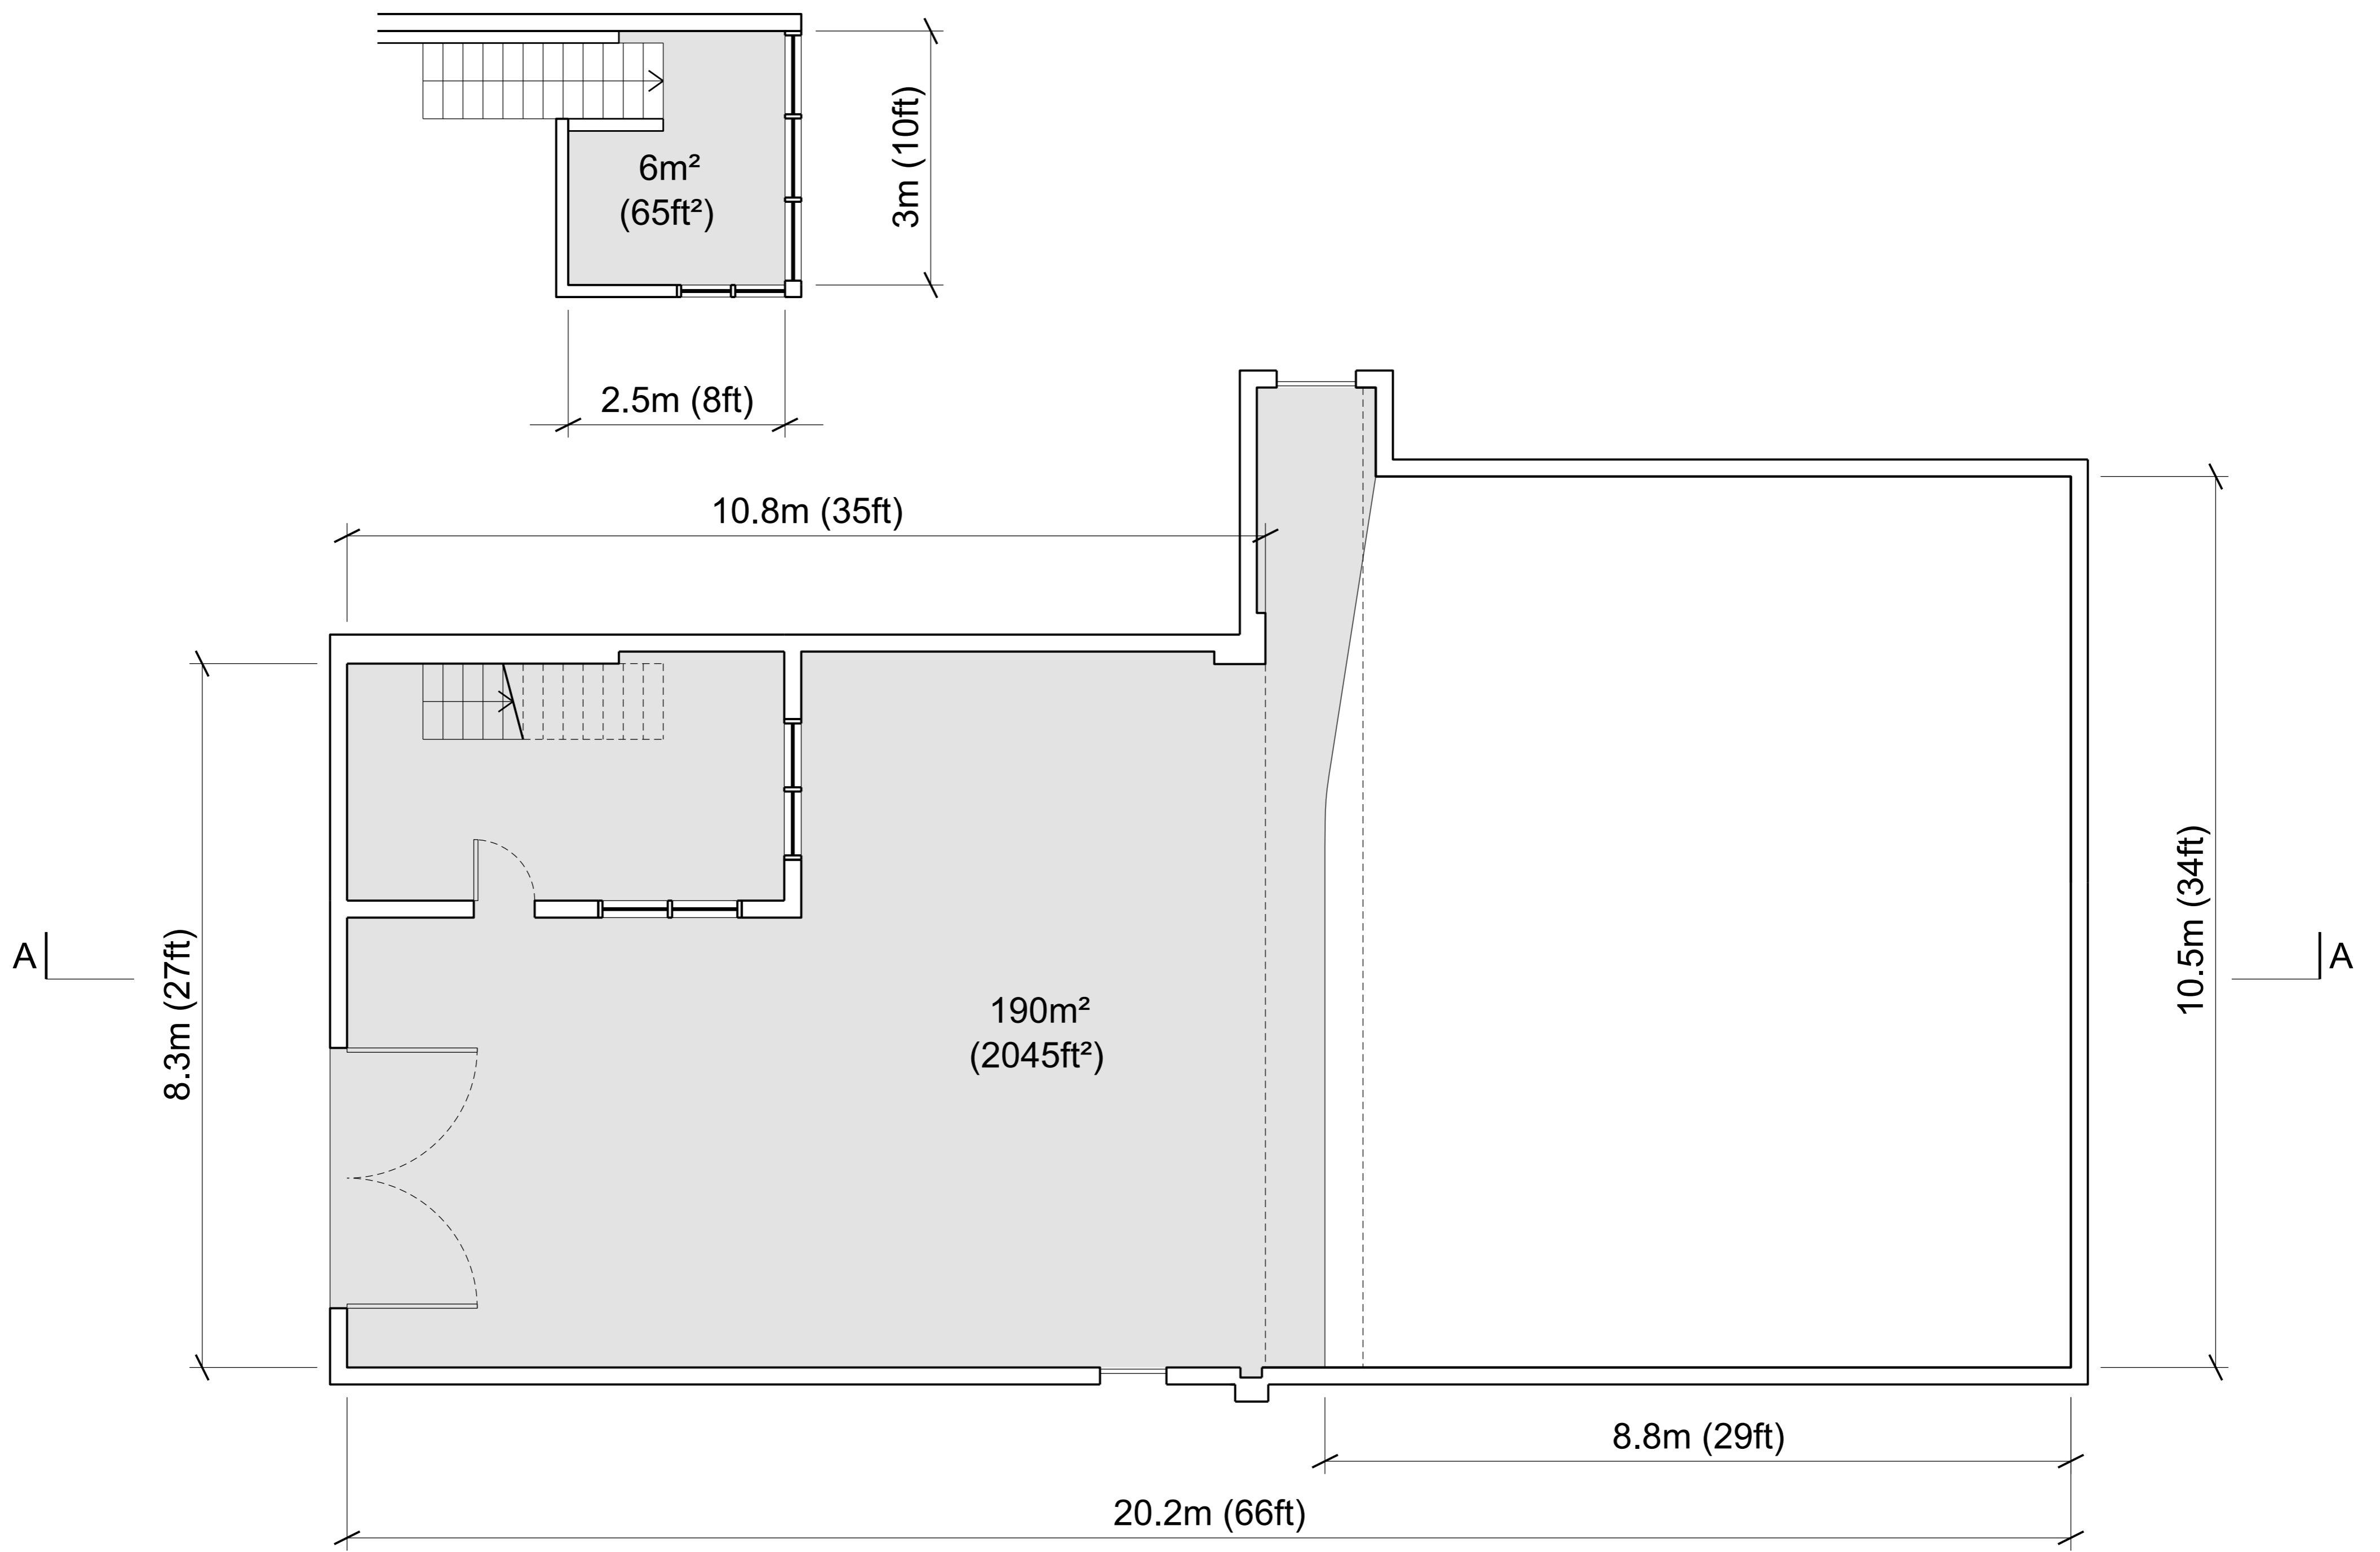 3m (10ft)
6m²
(65ft²)
2.5m (8ft)
10.8m (35ft)
8.3m (27ft)
10.5m (34ft)
A
A
190m²
(2045ft²)
8.8m (29ft)
20.2m (66ft)